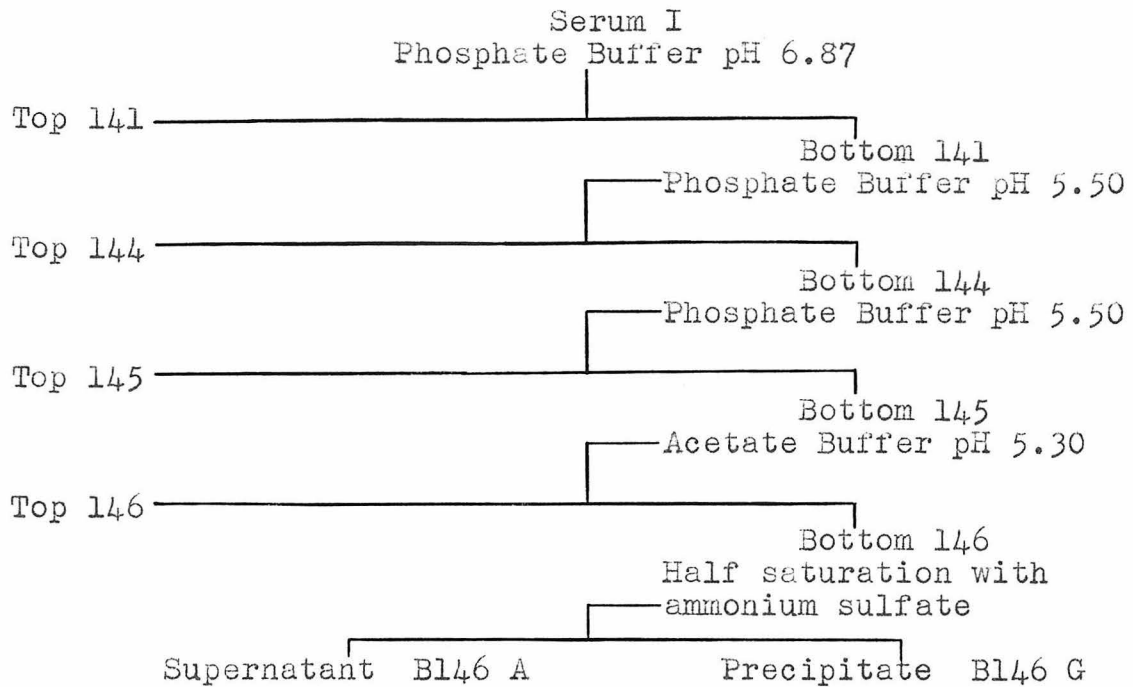 Serum I
Phosphate Buffer pH 6.87
Top 141
Bottom 141
Phosphate Buffer pH 5.50
Top 144
Bottom 144
Phosphate Buffer pH 5.50
Top 145
Bottom 145
Acetate Buffer pH 5.30
Top 146
Bottom 146
Half saturation with
ammonium sulfate
Supernatant B146 A
Precipitate B146 G